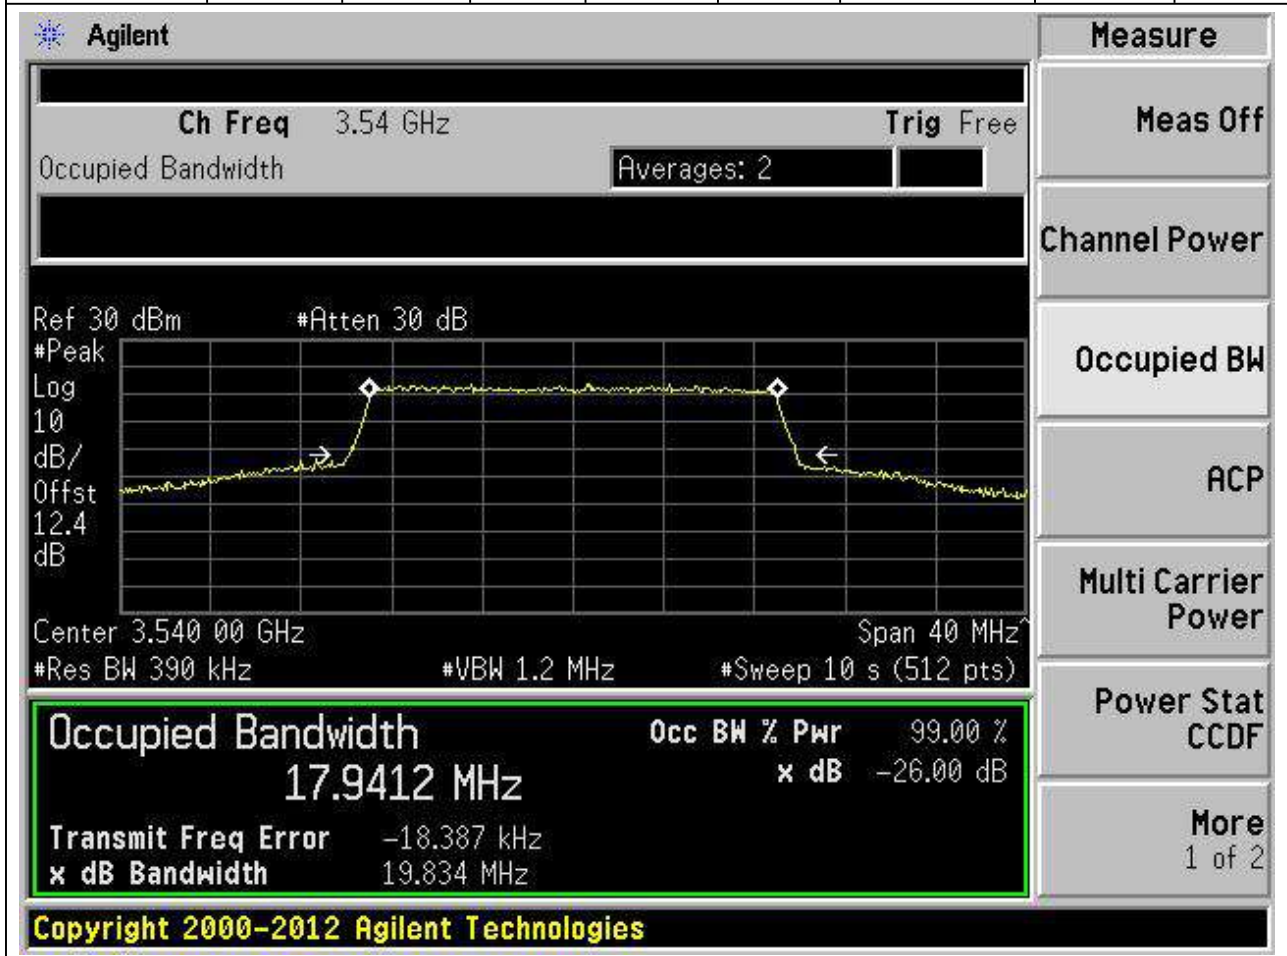 Agilent
Measure
Ch Freq 3.54 GHz Trig Free
Occupied Bandwidth Averages: 2
Meas Off
Channel Power
Occupied BW
ACP
Multi Carrier
Power
Power Stat
CCDF
More
1 of 2
Ref 30 dBm #Atten 30 dB
#Peak
Log
10
dB/
Offst
12.4
dB
Center 3.540 00 GHz Span 40 MHz^
#Res BW 390 kHz #VBW 1.2 MHz #Sweep 10 s (512 pts)
Occupied Bandwidth Occ BW % Pwr 99.00 %
17.9412 MHz x dB -26.00 dB
Transmit Freq Error -18.387 kHz
x dB Bandwidth 19.834 MHz
Copyright 2000-2012 Agilent Technologies